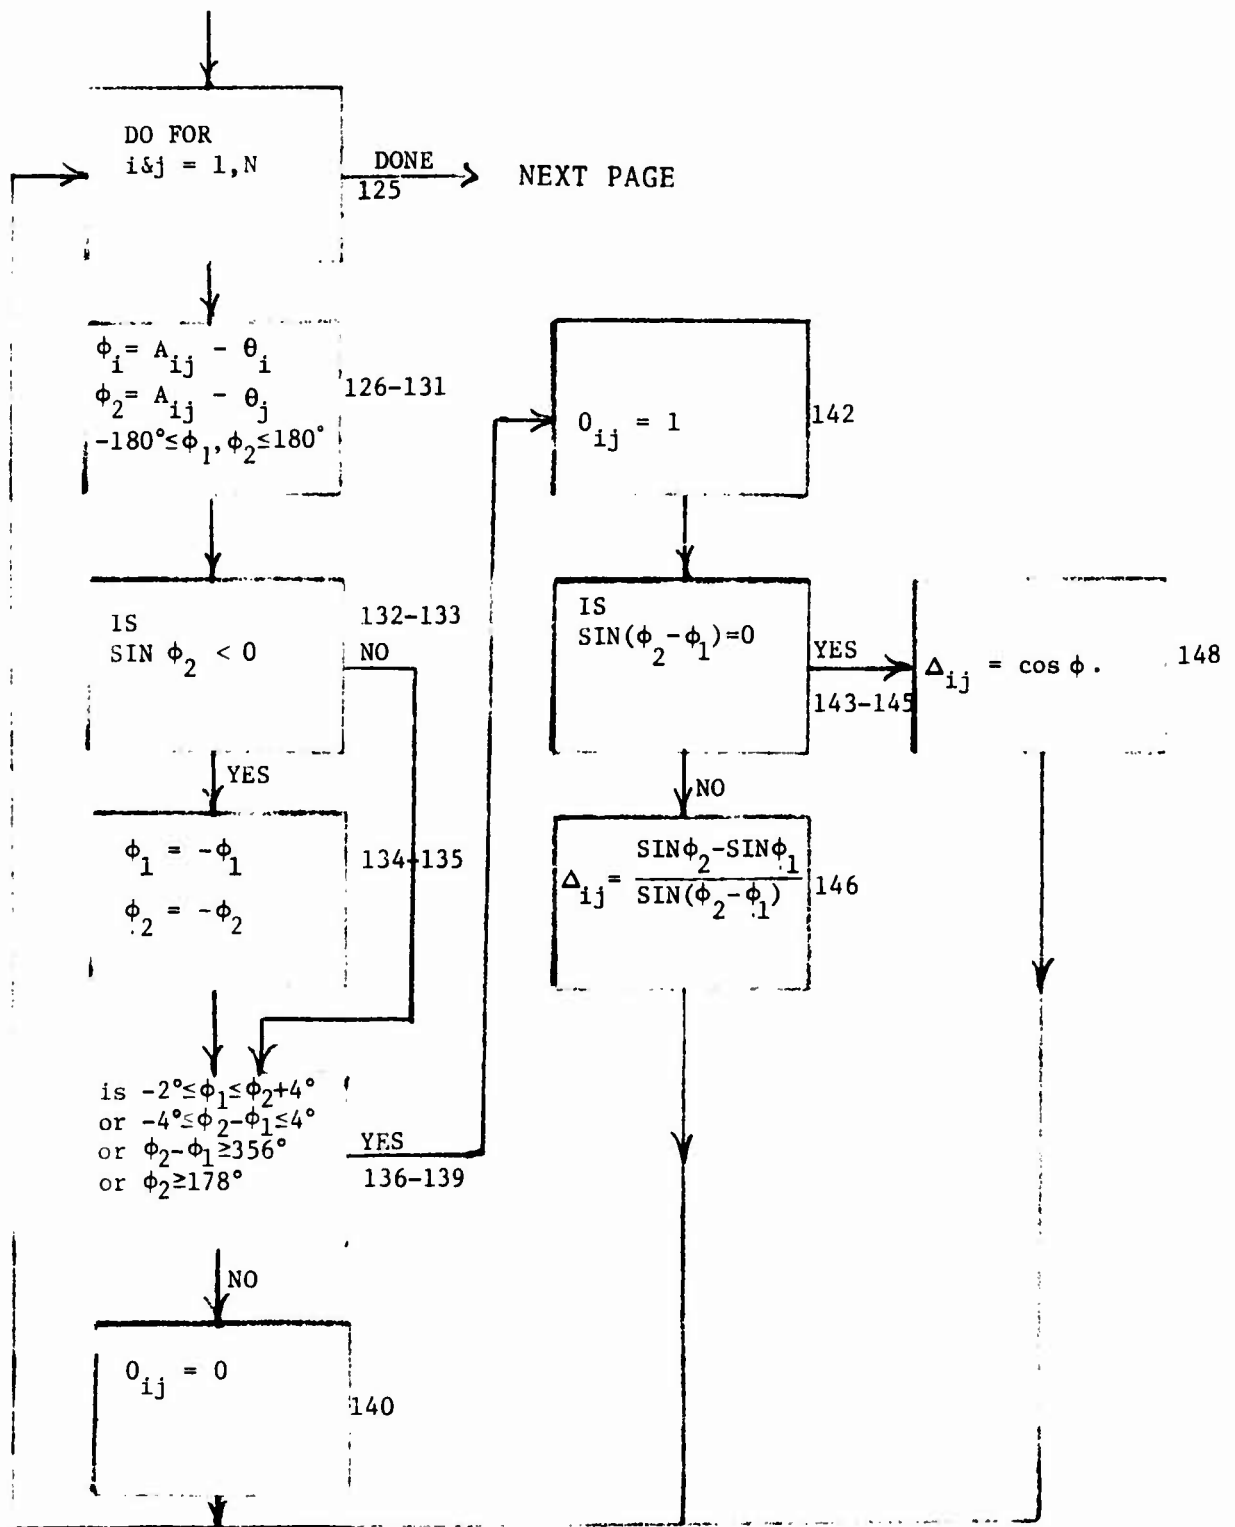 DO FOR
i&j = 1,N
DONE
125
NEXT PAGE
ϕi= Aij - θi
ϕ2= Aij - θj
-180°≤ϕ1,ϕ2≤180°
126-131
IS
SIN ϕ2 < 0
132-133
NO
YES
ϕ1 = -ϕ1
ϕ2 = -ϕ2
134-135
is -2°≤ϕ1≤ϕ2+4°
or -4°≤ϕ2-ϕ1≤4°
or ϕ2-ϕ1≥356°
or ϕ2≥178°
YES
136-139
NO
Oij = 0
140
Oij = 1
142
IS
SIN(ϕ2-ϕ1)=0
YES
143-145
NO
Δij = cos ϕ.
148
SINϕ2-SINϕ1
Δij=
SIN(ϕ2-ϕ1)
146